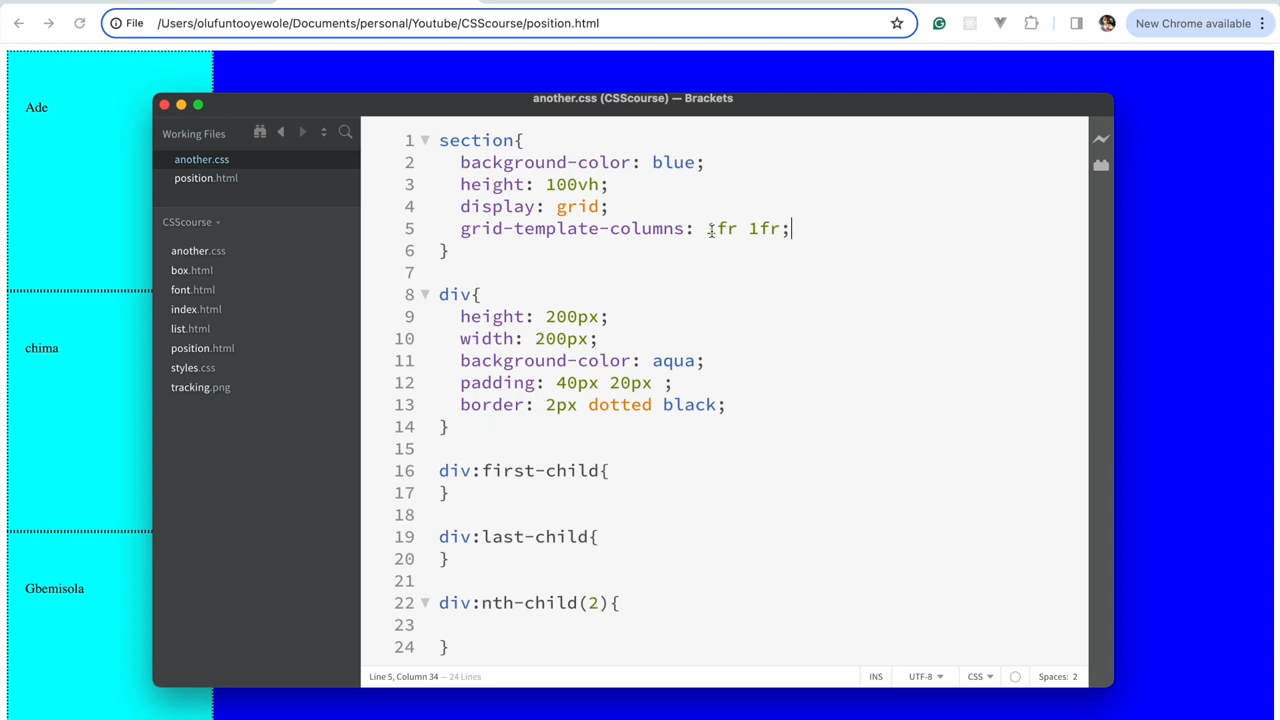 File
/Users/olufuntooyewole/Documents/personal/Youtube/CSScourse/position.html
New Chrome available
Ade
chima
Gbemisola
another.css (CSScourse) — Brackets
Working Files
another.css
position.html
CSScourse
another.css
box.html
font.html
index.html
list.html
position.html
styles.css
tracking.png
1 section{
2 background-color: blue;
3 height: 100vh;
4 display: grid;
5 grid-template-columns: 1fr 1fr;
6 }
7
8 div{
9 height: 200px;
10 width: 200px;
11 background-color: aqua;
12 padding: 40px 20px ;
13 border: 2px dotted black;
14 }
15
16 div:first-child{
17 }
18
19 div:last-child{
20 }
21
22 div:nth-child(2){
23
24 }
Line 5, Column 34 — 24 Lines
INS
UTF-8
CSS
Spaces: 2